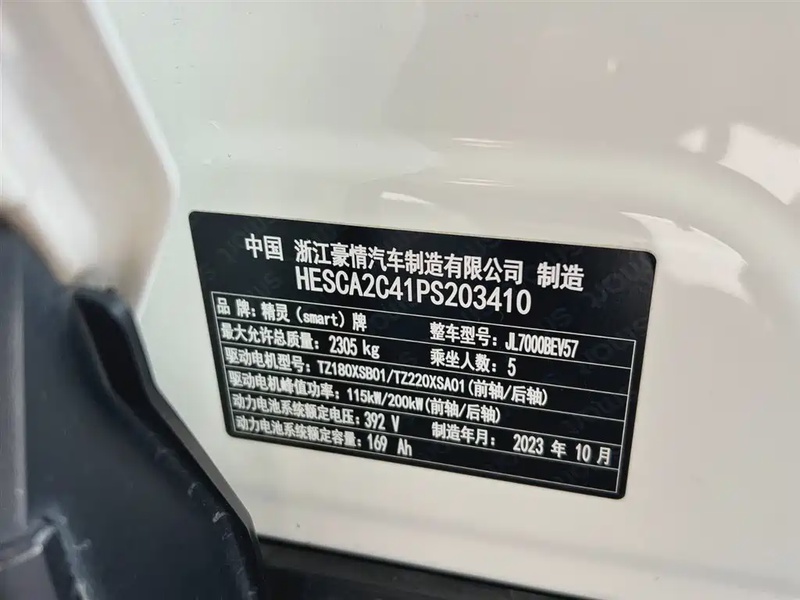 中国 浙江豪情汽车制造有限公司 制造
HESCA2C41PS203410
品 牌：精灵（smart）牌 整车型号：JL7000BEV57
最大允许总质量：2305 kg 乘坐人数：5
驱动电机型号：TZ180XSB01/TZ220XSA01(前轴/后轴)
驱动电机峰值功率：115kW/200kW(前轴/后轴)
动力电池系统额定电压：392 V 制造年月：2023 年 10 月
动力电池系统额定容量：169 Ah